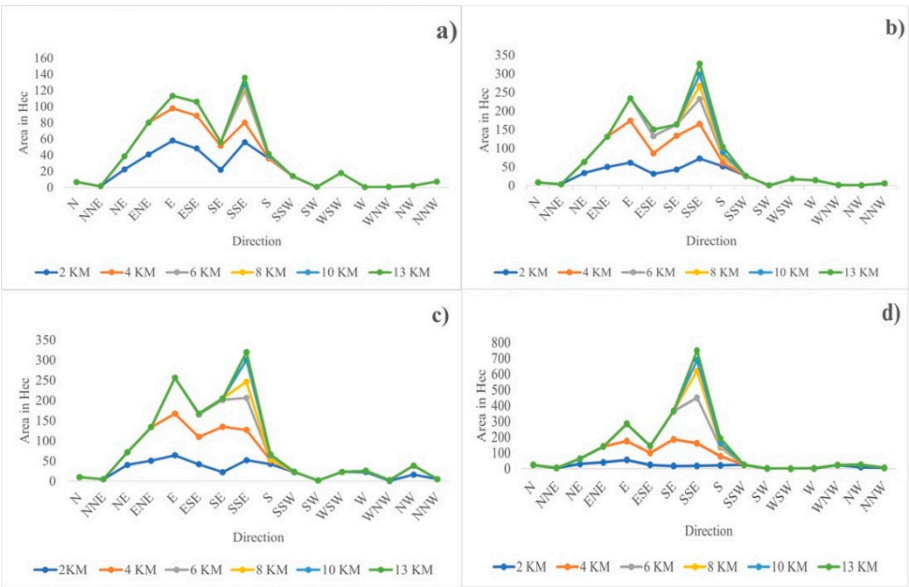 a)
160
140
120
100
80
60
40
20
0
Area in Hec
N NNE NE ENE E ESE SE SSE S SSW SW WSW W WNW NW NNW
Direction
2 KM 4 KM 6 KM 8 KM 10 KM 13 KM
b)
350
300
250
200
150
100
50
0
Area in Hec
N NNE NE ENE E ESE SE SSE S SSW SW WSW W WNW NW NNW
Direction
2 KM 4 KM 6 KM 8 KM 10 KM 13 KM
c)
350
300
250
200
150
100
50
0
Area in Hec
N NNE NE ENE E ESE SE SSE S SSW SW WSW W WNW NW NNW
Direction
2KM 4 KM 6 KM 8 KM 10 KM 13 KM
d)
800
700
600
500
400
300
200
100
0
Area in Hec
N NNE NE ENE E ESE SE SSE S SSW SW WSW W WNW NW NNW
Direction
2 KM 4 KM 6 KM 8 KM 10 KM 13 KM